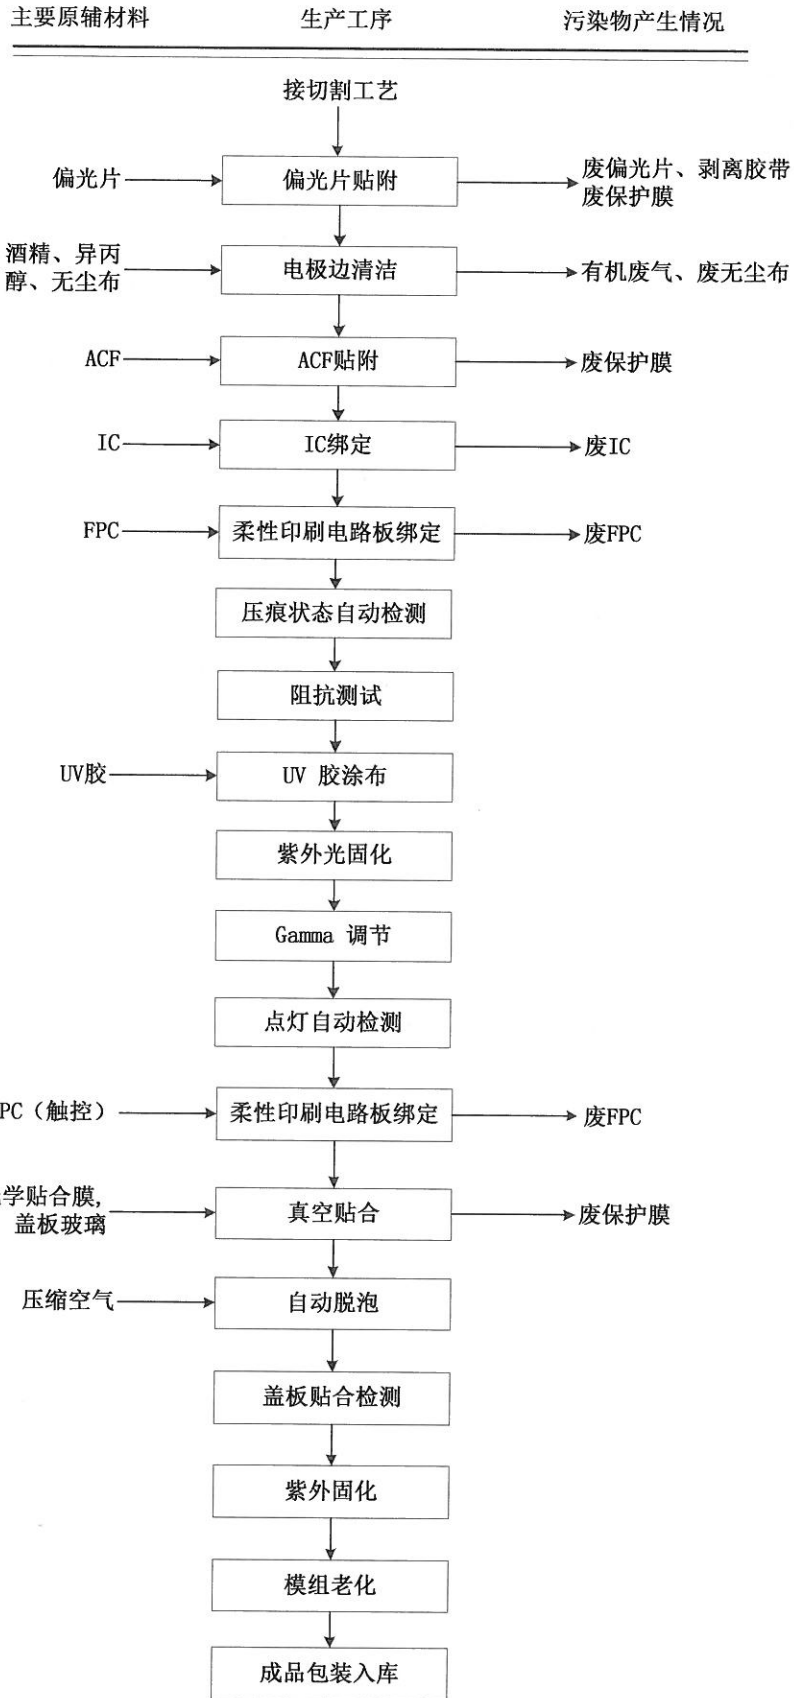 主要原辅材料 生产工序 污染物产生情况
接切割工艺
偏光片 偏光片贴附 废偏光片、剥离胶带
废保护膜
酒精、异丙
醇、无尘布 电极边清洁 有机废气、废无尘布
ACF ACF贴附 废保护膜
IC IC绑定 废IC
FPC 柔性印刷电路板绑定 废FPC
压痕状态自动检测
阻抗测试
UV胶 UV 胶涂布
紫外光固化
Gamma 调节
点灯自动检测
PC（触控） 柔性印刷电路板绑定 废FPC
学贴合膜,
盖板玻璃 真空贴合 废保护膜
压缩空气 自动脱泡
盖板贴合检测
紫外固化
模组老化
成品包装入库